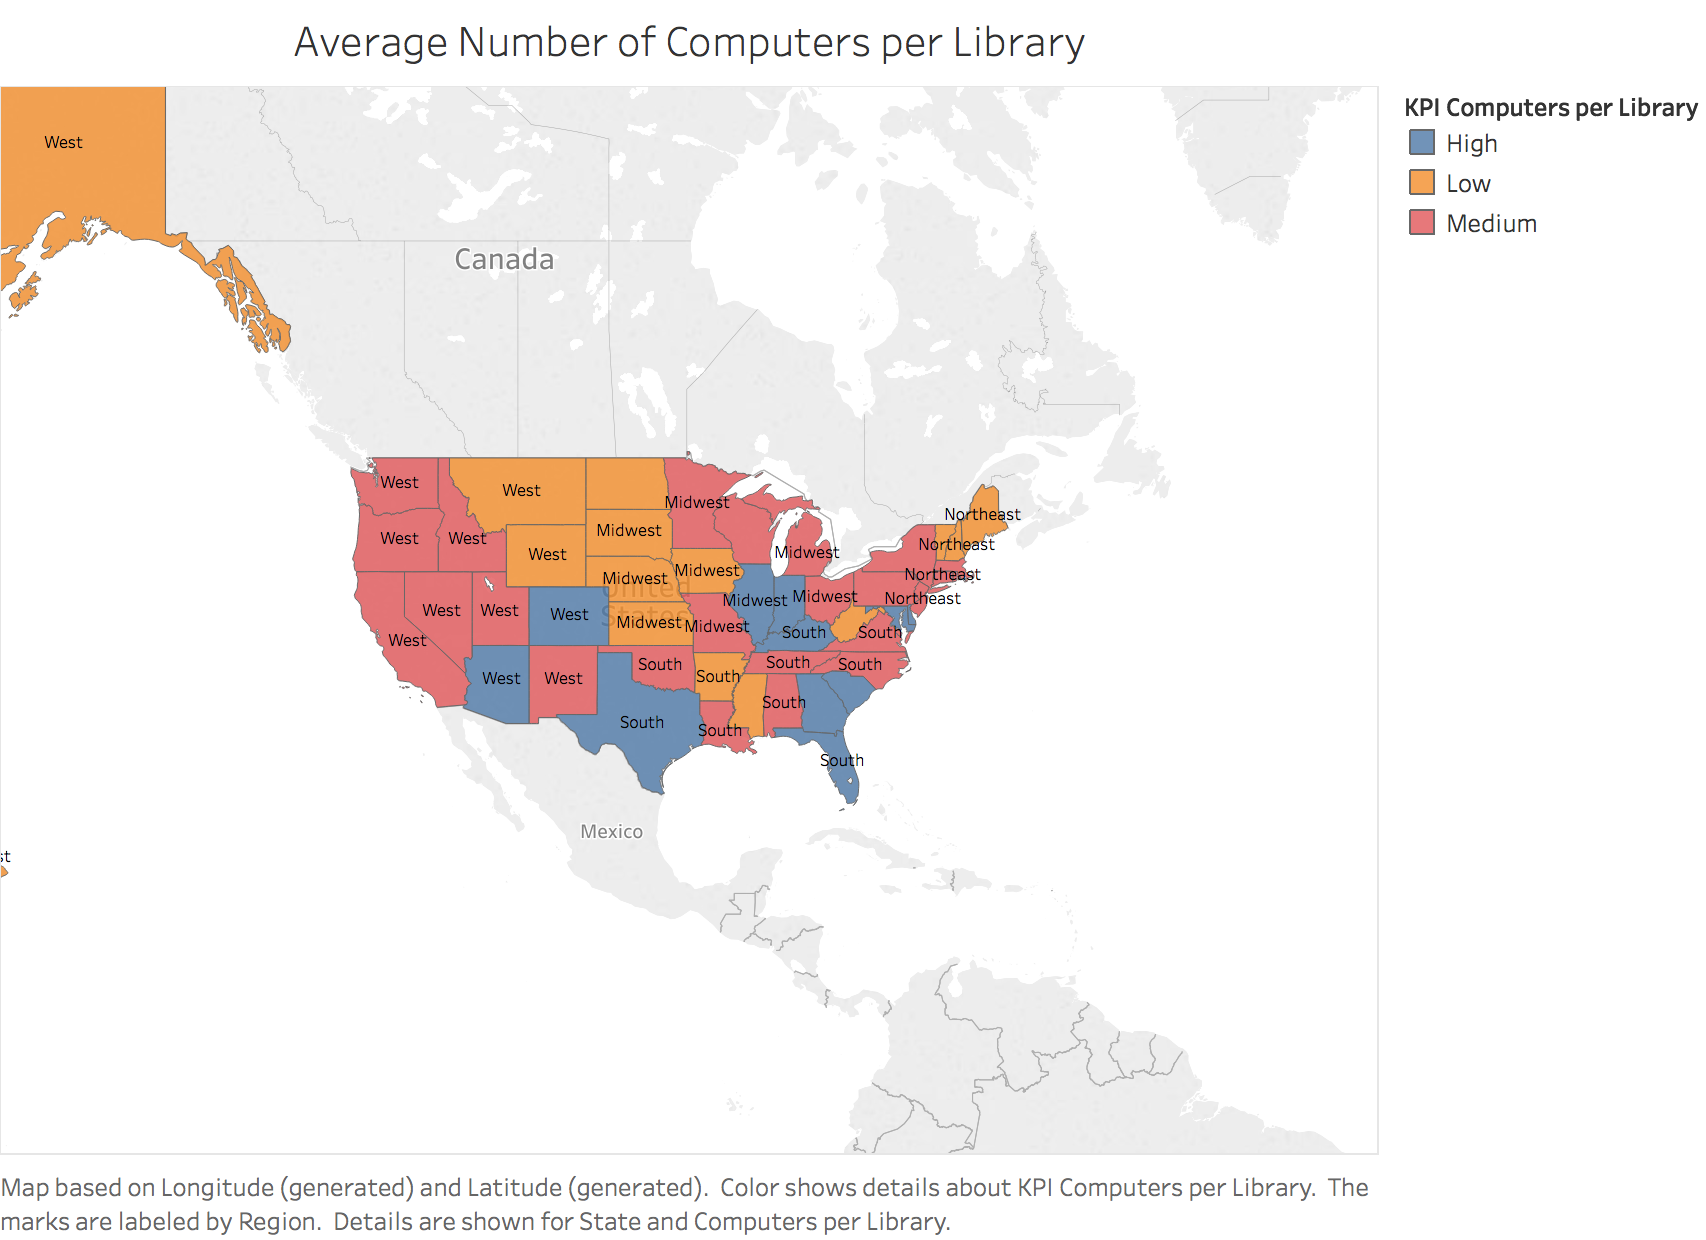 Average Number of Computers per Library
KPI Computers per Library
High
Low
Medium
West
Canada
West
West
Midwest
Northeast
West
West
Midwest
Northeast
West
Midwest
Midwest
Midwest
Northeast
United
States
West
West
West
Midwest
Midwest
Northeast
West
Midwest
Midwest
South
South
West
South
South
South
West
West
South
South
South
South
South
Mexico
st
Map based on Longitude (generated) and Latitude (generated).  Color shows details about KPI Computers per Library.  The
marks are labeled by Region.  Details are shown for State and Computers per Library.